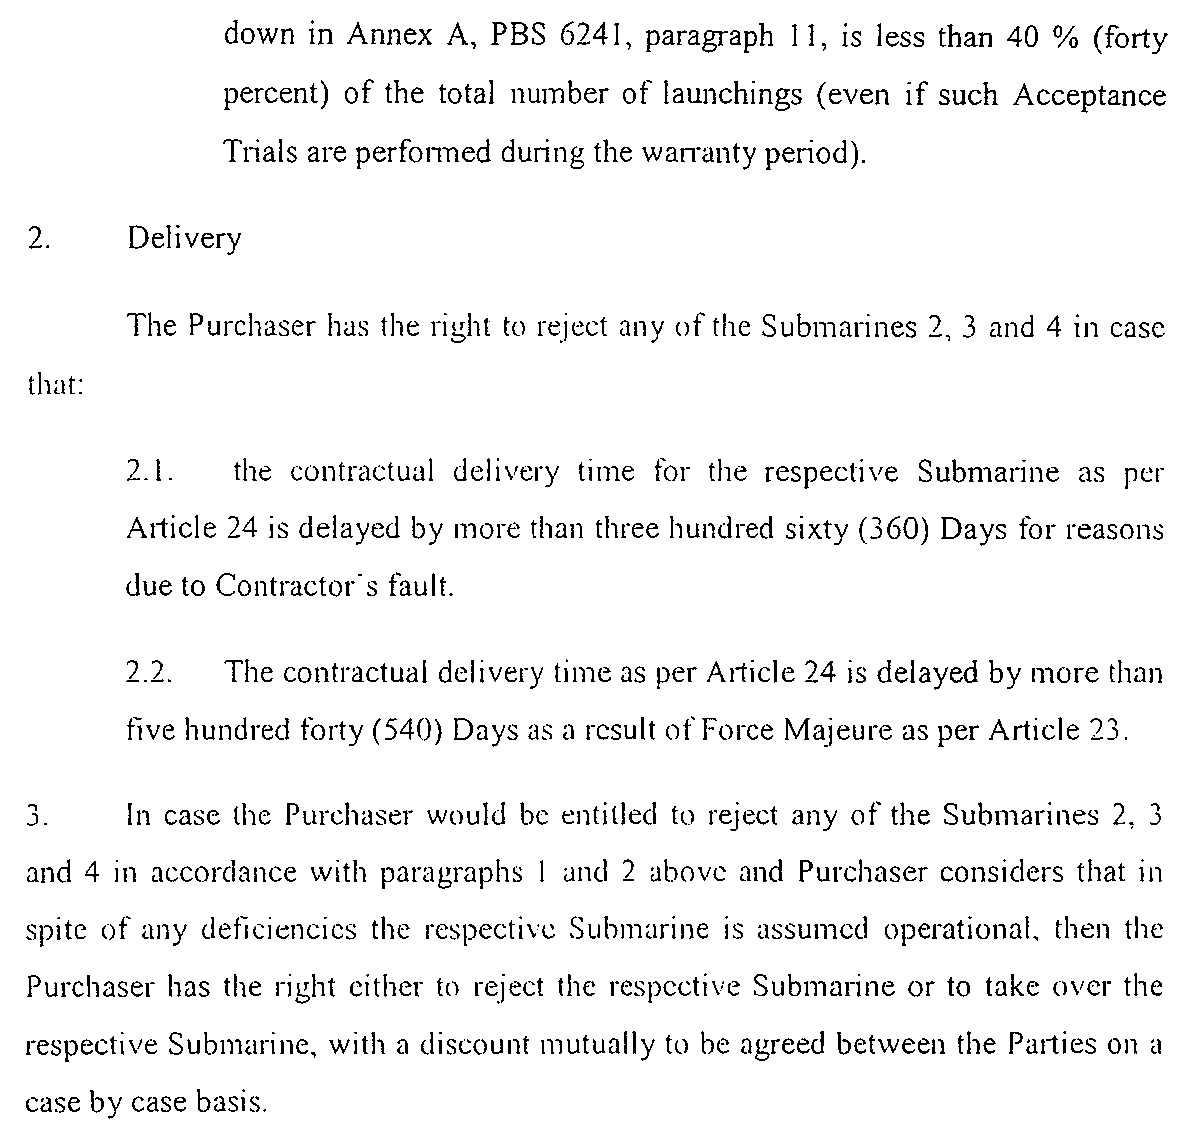 down in Annex A, PBS 6241, paragraph 11, is less than 40 % (forty
percent) of the total number of launchings (even if such Acceptance
Trials are performed during the warranty period).
2. Delivery
The Purchaser has the right to reject any of the Submarines 2, 3 and 4 in case
that:
2.1. the contractual delivery time for the respective Submarine as per
Article 24 is delayed by more than three hundred sixty (360) Days for reasons
due to Contractor's fault.
2.2. The contractual delivery time as per Article 24 is delayed by more than
five hundred forty (540) Days as a result of Force Majeure as per Article 23.
3. In case the Purchaser would be entitled to reject any of the Submarines 2, 3
and 4 in accordance with paragraphs 1 and 2 above and Purchaser considers that in
spite of any deficiencies the respective Submarine is assumed operational, then the
Purchaser has the right either to reject the respective Submarine or to take over the
respective Submarine, with a discount mutually to be agreed between the Parties on a
case by case basis.